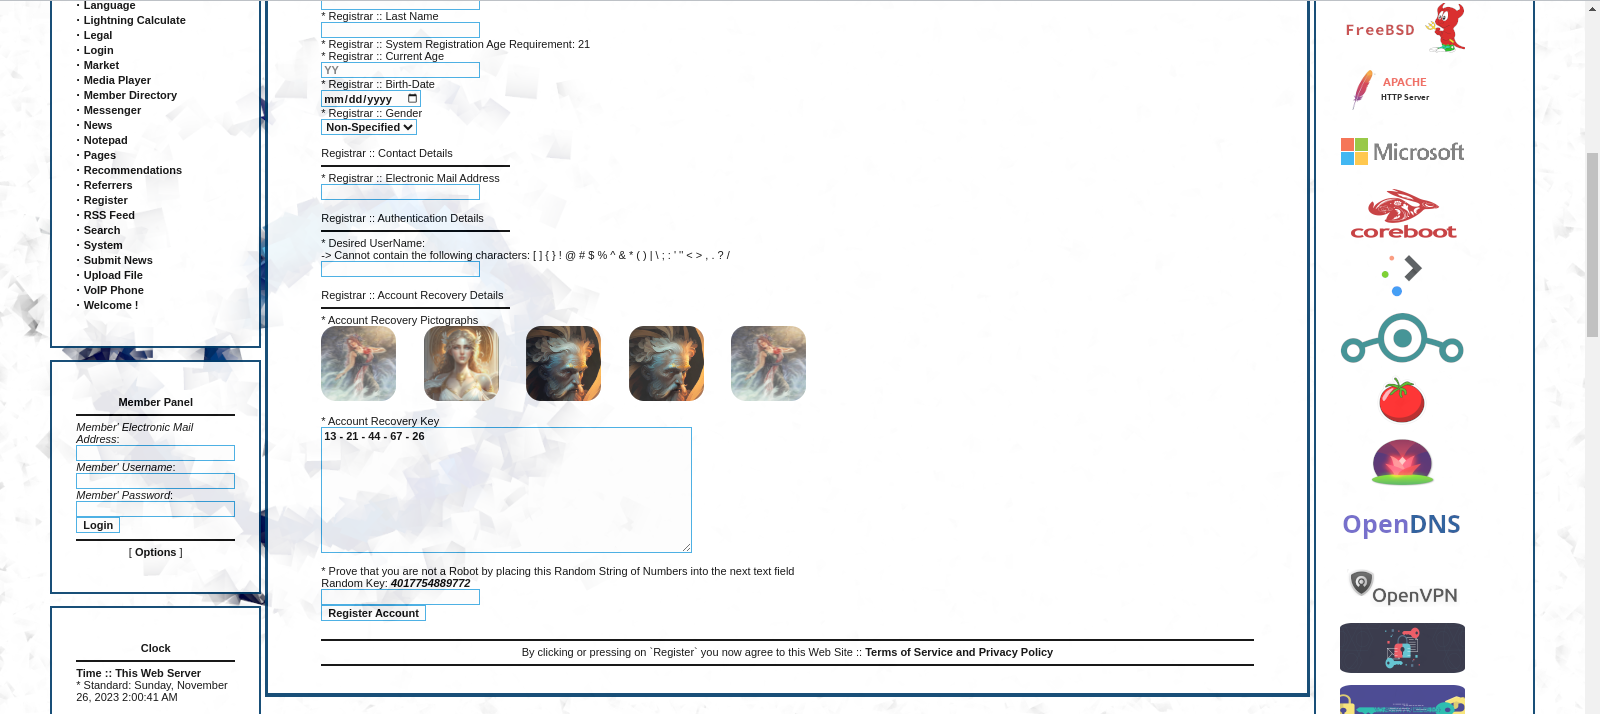 · Language
· Lightning Calculate
· Legal
· Login
· Market
· Media Player
· Member Directory
· Messenger
· News
· Notepad
· Pages
· Recommendations
· Referrers
· Register
· RSS Feed
· Search
· System
· Submit News
· Upload File
· VoIP Phone
· Welcome !
Member Panel
Member' Electronic Mail
Address:
Member' Username:
Member' Password:
Login
[ Options ]
Clock
Time :: This Web Server
* Standard: Sunday, November
26, 2023 2:00:41 AM
* Registrar :: Last Name
* Registrar :: System Registration Age Requirement: 21
* Registrar :: Current Age
YY
* Registrar :: Birth-Date
mm/dd/yyyy
* Registrar :: Gender
Non-Specified
Registrar :: Contact Details
* Registrar :: Electronic Mail Address
Registrar :: Authentication Details
* Desired UserName:
-> Cannot contain the following characters: [ ] { } ! @ # $ % ^ & * ( ) | \ ; : ' " < > , . ? /
Registrar :: Account Recovery Details
* Account Recovery Pictographs
* Account Recovery Key
13 - 21 - 44 - 67 - 26
* Prove that you are not a Robot by placing this Random String of Numbers into the next text field
Random Key: 4017754889772
Register Account
By clicking or pressing on `Register` you now agree to this Web Site :: Terms of Service and Privacy Policy
FreeBSD
APACHE
HTTP Server
Microsoft
coreboot
OpenDNS
OpenVPN